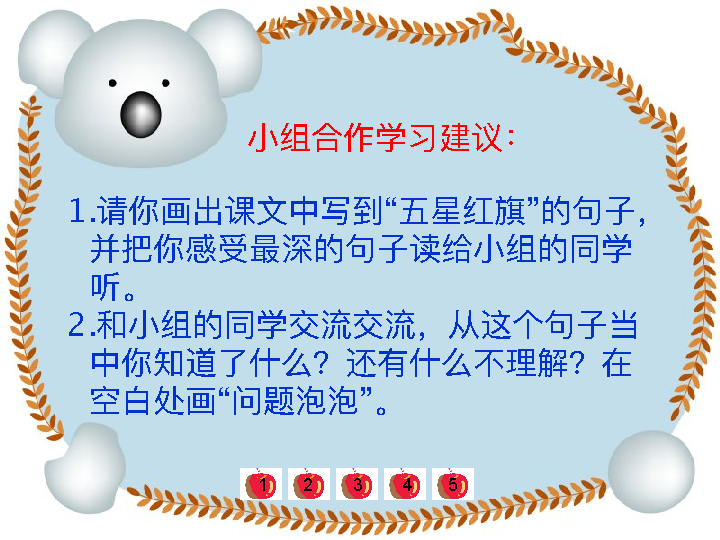 小组合作学习建议：
1.请你画出课文中写到“五星红旗”的句子，
并把你感受最深的句子读给小组的同学
听。
2.和小组的同学交流交流，从这个句子当
中你知道了什么？还有什么不理解？在
空白处画“问题泡泡”。
1 2 3 4 5